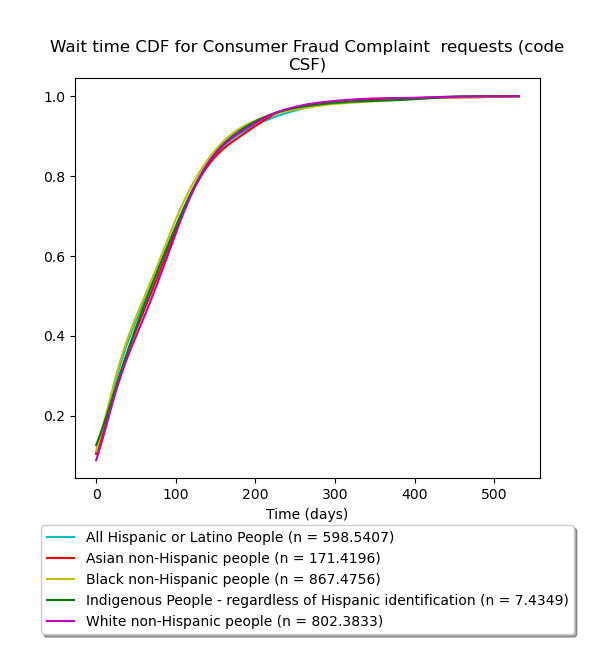 Wait time CDF for Consumer Fraud Complaint  requests (code
CSF)
1.0
0.8
0.6
0.4
0.2
0 100 200 300 400 500
Time (days)
All Hispanic or Latino People (n = 598.5407)
Asian non-Hispanic people (n = 171.4196)
Black non-Hispanic people (n = 867.4756)
Indigenous People - regardless of Hispanic identification (n = 7.4349)
White non-Hispanic people (n = 802.3833)